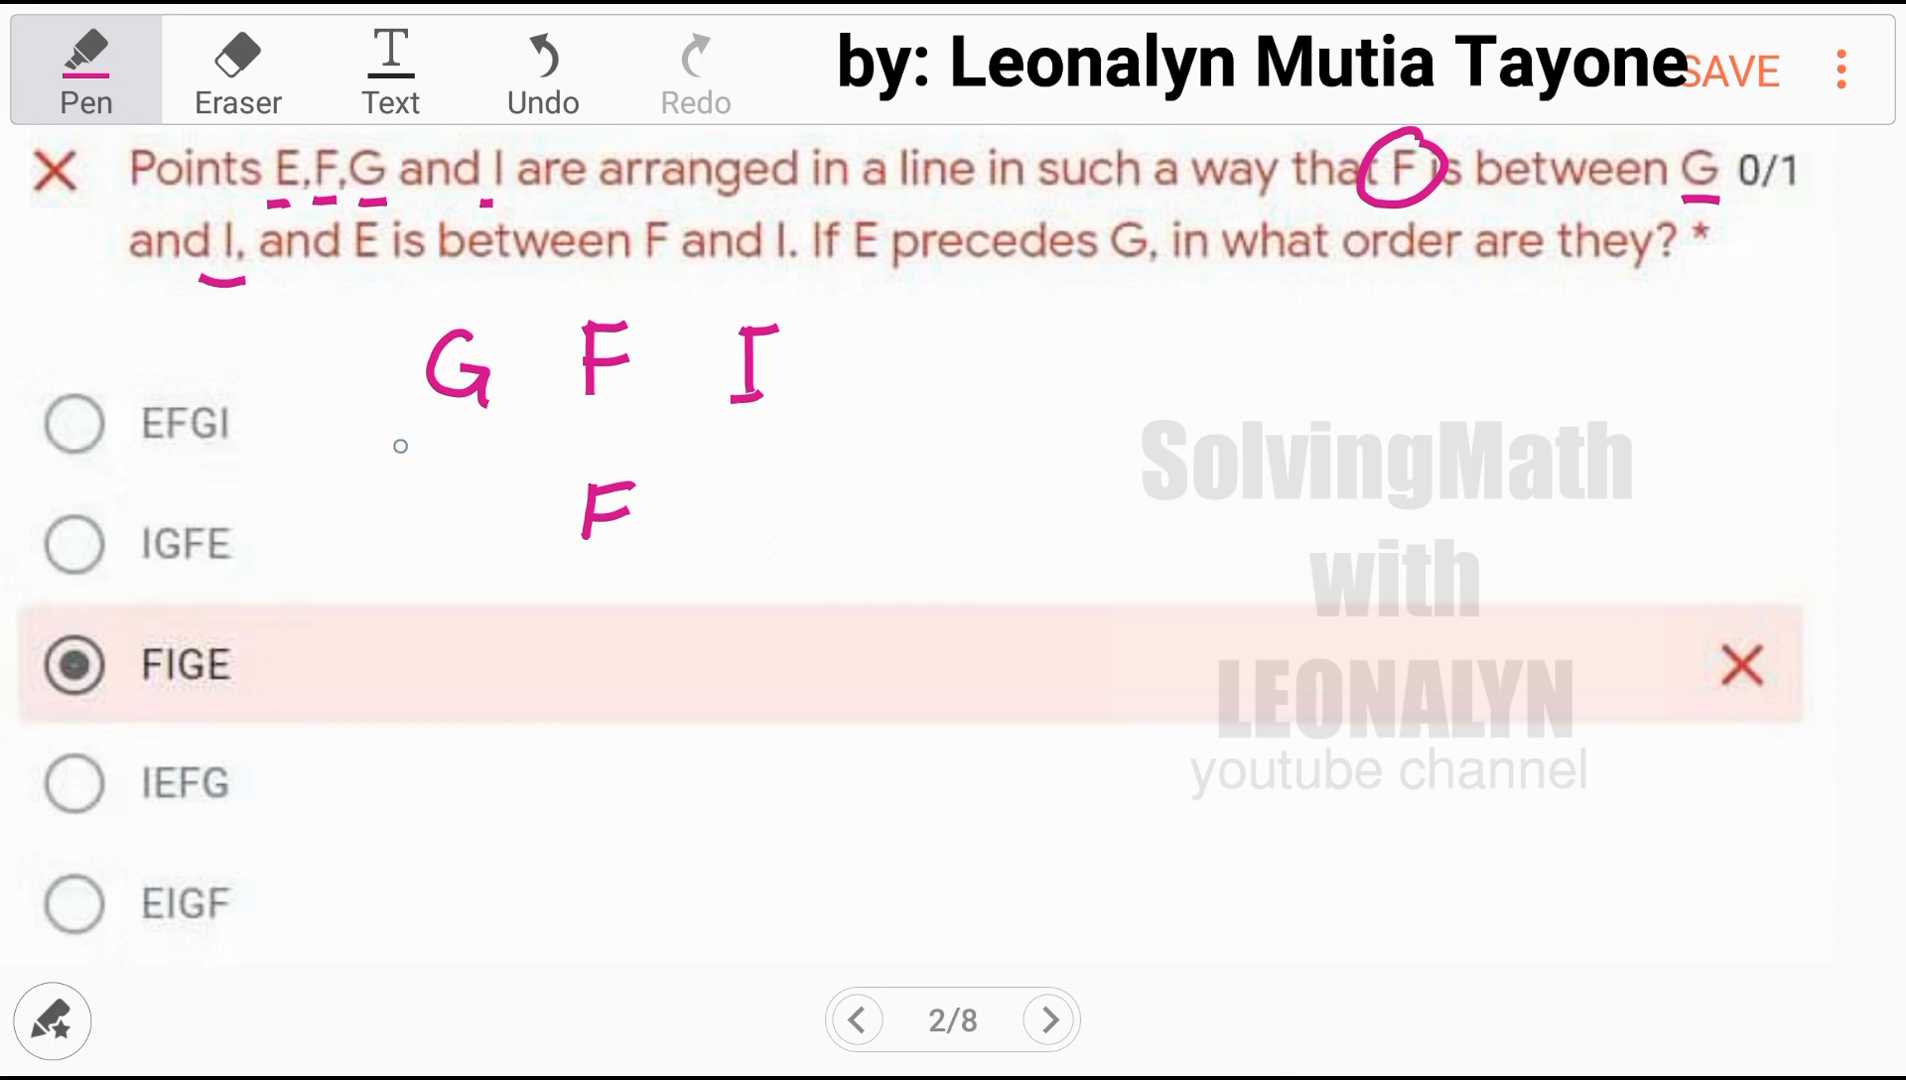 by: Leonalyn Mutia Tayone
SAVE
Pen
Eraser
Text
Undo
Redo
Points E,F,G and I are arranged in a line in such a way that F is between G 0/1
and I, and E is between F and I. If E precedes G, in what order are they? *
G F I
F
EFGI
IGFE
FIGE
IEFG
EIGF
SolvingMath
with
LEONALYN
youtube channel
2/8